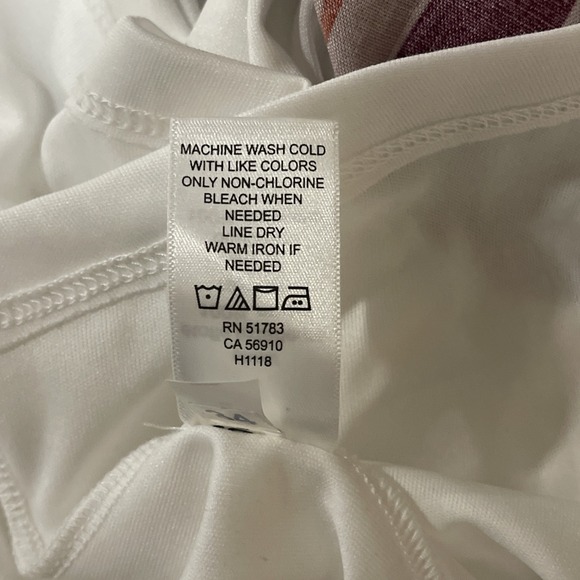 MACHINE WASH COLD
WITH LIKE COLORS
ONLY NON-CHLORINE
BLEACH WHEN
NEEDED
LINE DRY
WARM IRON IF
NEEDED
RN 51783
CA 56910
H1118